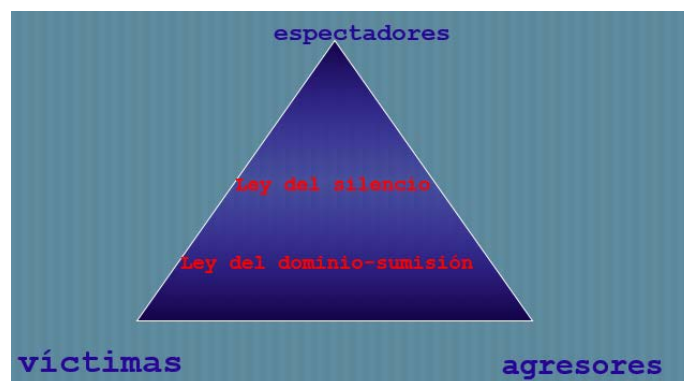 espectadores
Ley del silencio
Ley del dominio-sumisión
víctimas
agresores